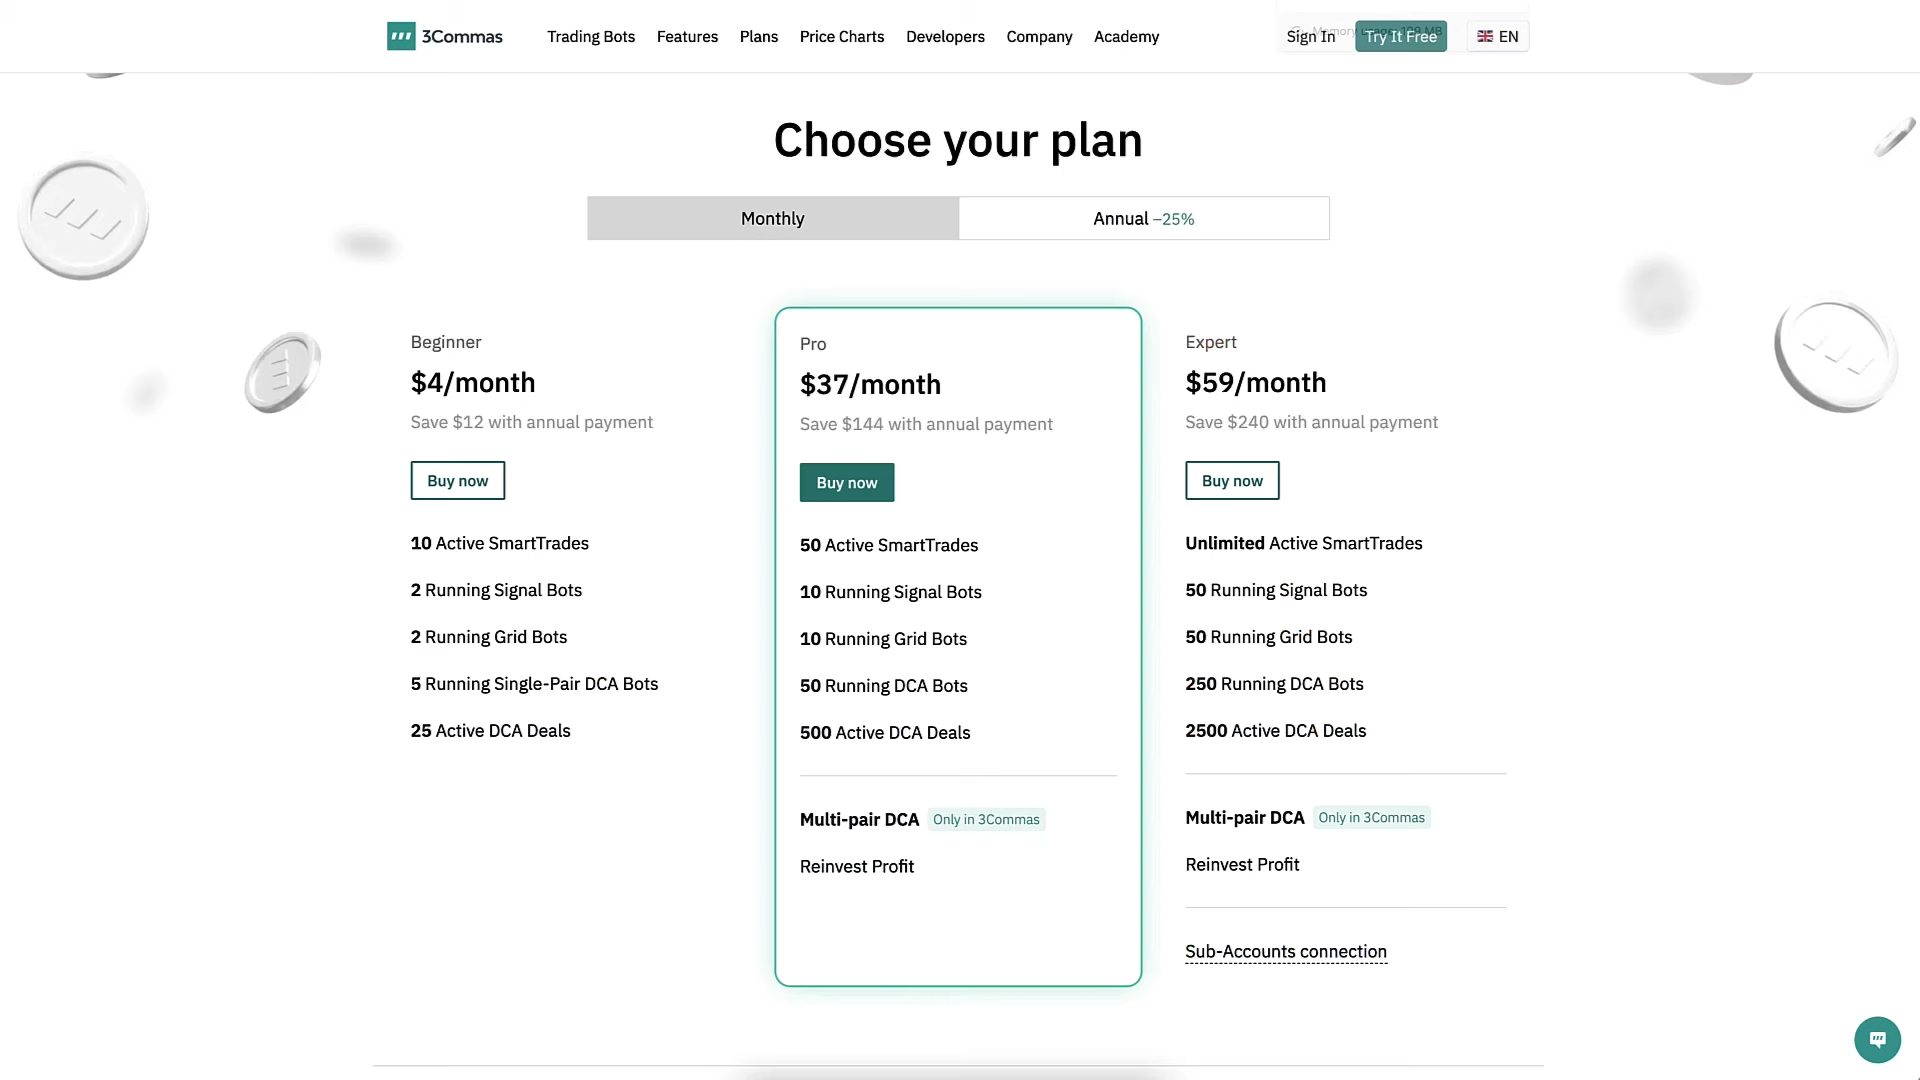 3Commas
Trading Bots
Features
Plans
Price Charts
Developers
Company
Academy
Sign In
Try It Free
EN
Choose your plan
Monthly
Annual –25%
Beginner
$4/month
Save $12 with annual payment
Buy now
10 Active SmartTrades
2 Running Signal Bots
2 Running Grid Bots
5 Running Single-Pair DCA Bots
25 Active DCA Deals
Pro
$37/month
Save $144 with annual payment
Buy now
50 Active SmartTrades
10 Running Signal Bots
10 Running Grid Bots
50 Running DCA Bots
500 Active DCA Deals
Multi-pair DCA Only in 3Commas
Reinvest Profit
Expert
$59/month
Save $240 with annual payment
Buy now
Unlimited Active SmartTrades
50 Running Signal Bots
50 Running Grid Bots
250 Running DCA Bots
2500 Active DCA Deals
Multi-pair DCA Only in 3Commas
Reinvest Profit
Sub-Accounts connection